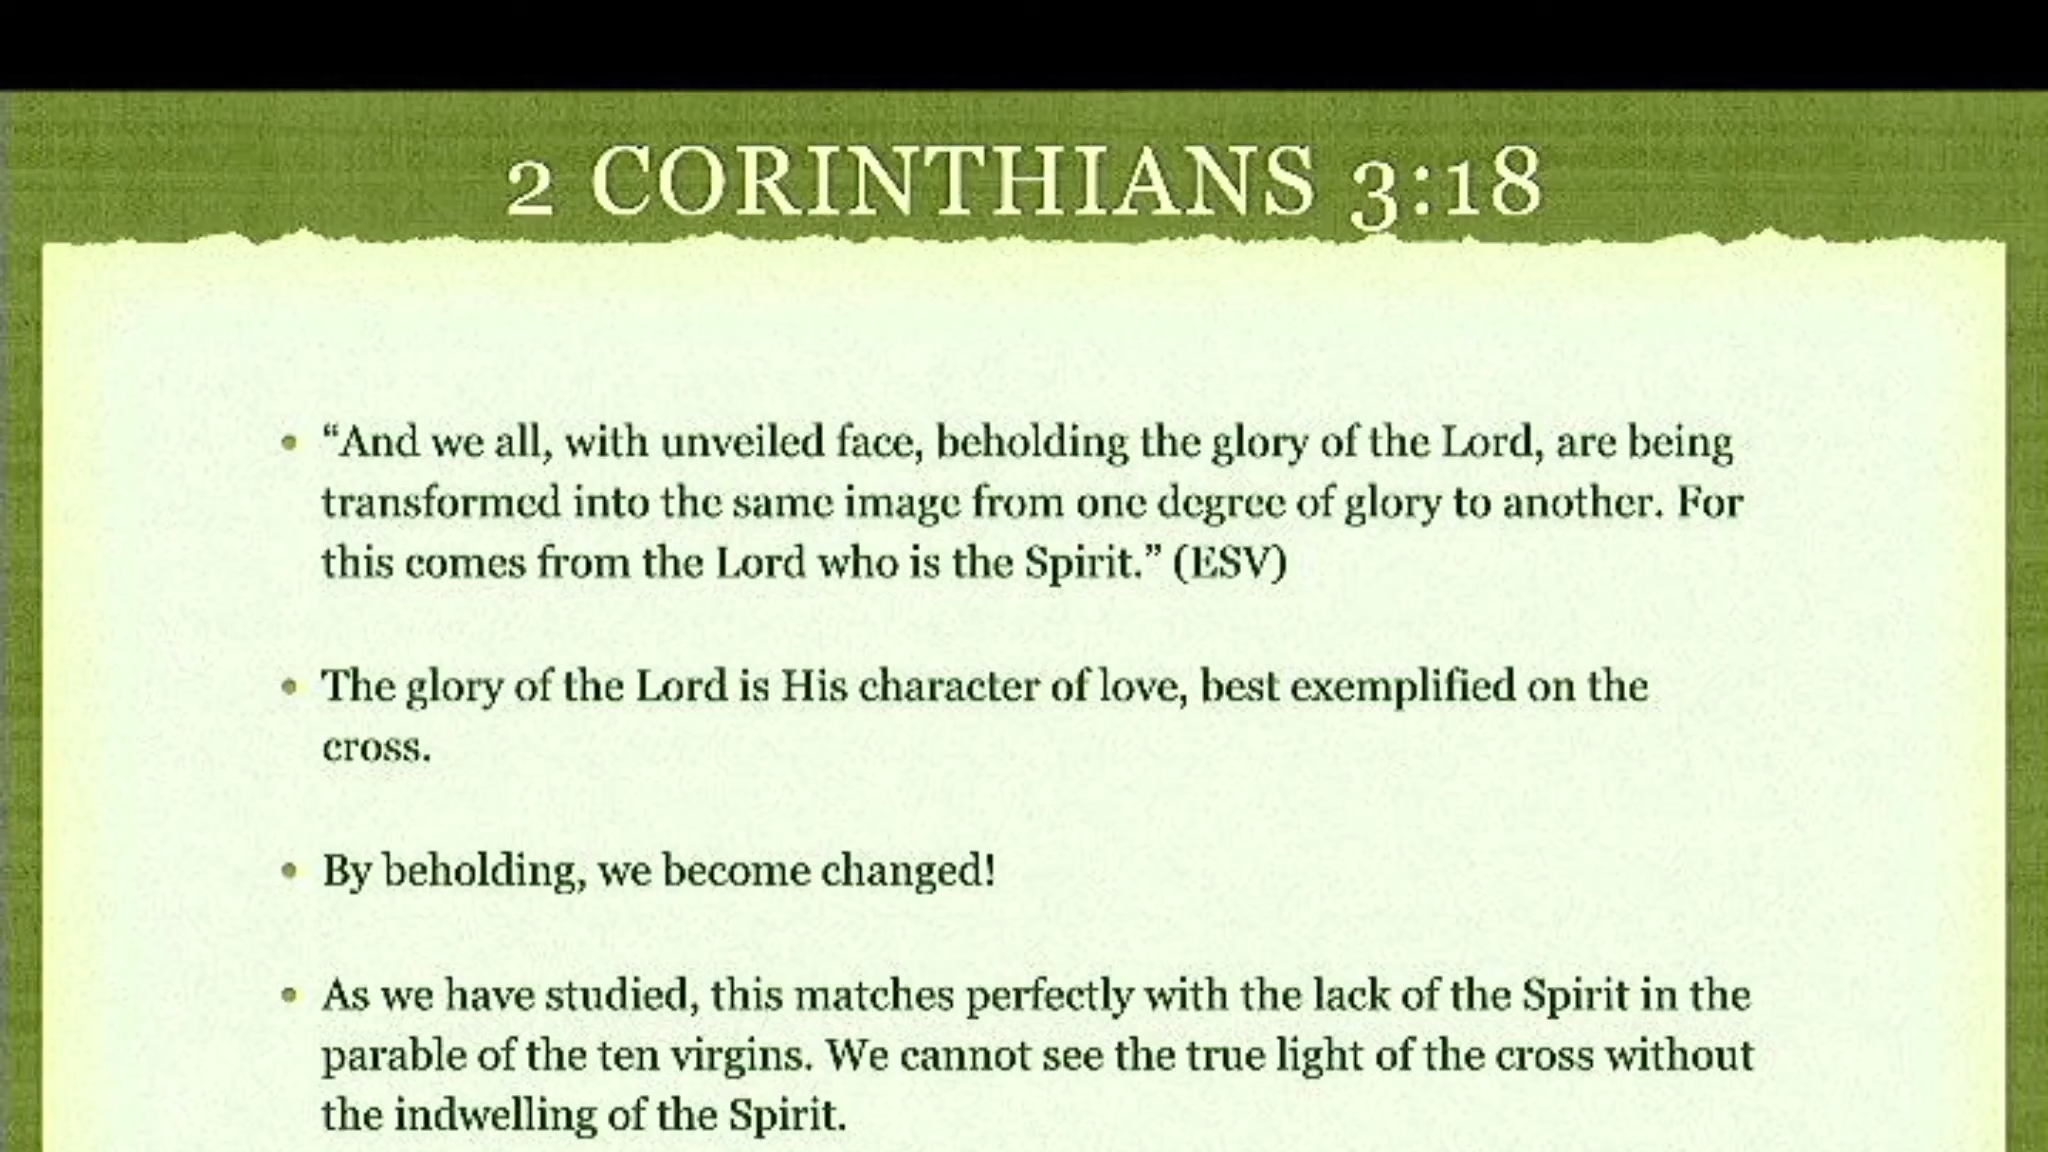 2 CORINTHIANS 3:18
• “And we all, with unveiled face, beholding the glory of the Lord, are being
transformed into the same image from one degree of glory to another. For
this comes from the Lord who is the Spirit.” (ESV)
• The glory of the Lord is His character of love, best exemplified on the
cross.
• By beholding, we become changed!
• As we have studied, this matches perfectly with the lack of the Spirit in the
parable of the ten virgins. We cannot see the true light of the cross without
the indwelling of the Spirit.